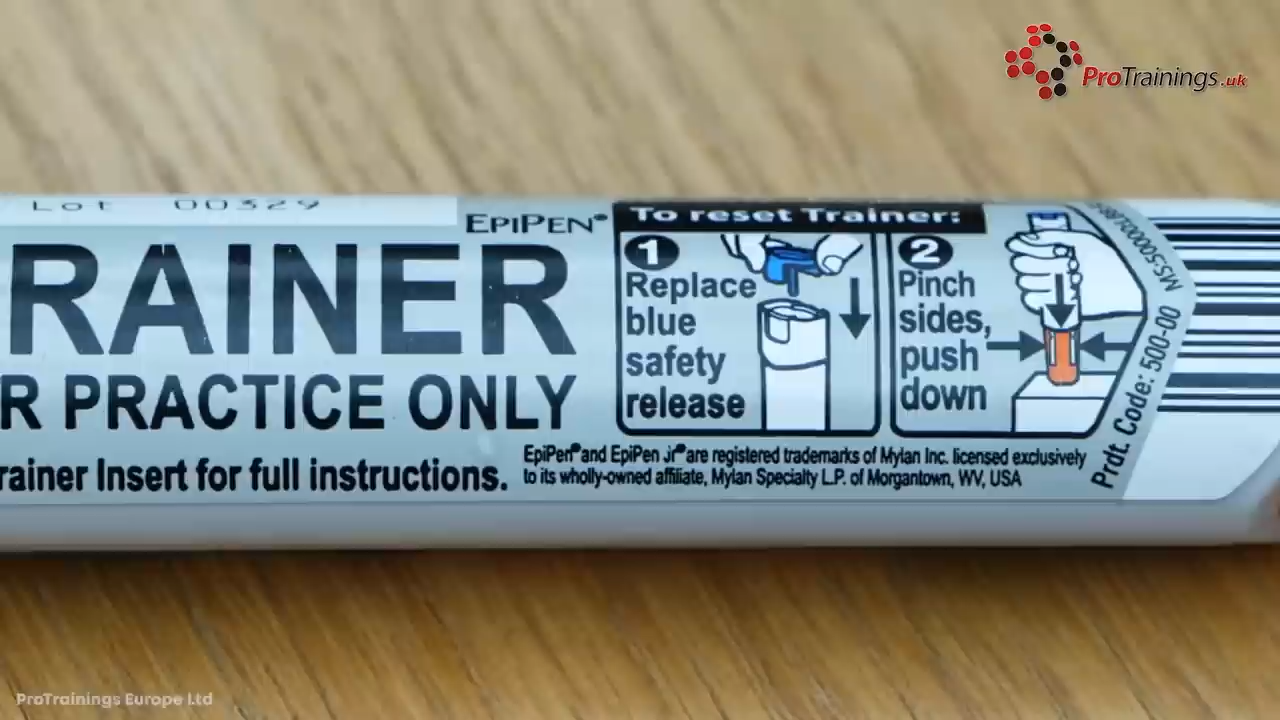 ProTrainings.uk
Lot 00329
EPIPEN®
To reset Trainer:
RAINER
R PRACTICE ONLY
rainer Insert for full instructions.
1
Replace
blue
safety
release
2
Pinch
sides,
push
down
EpiPen® and EpiPen Jr® are registered trademarks of Mylan Inc. licensed exclusively
to its wholly-owned affiliate, Mylan Specialty L.P. of Morgantown, WV, USA
Prdt. Code: 500-00
ProTrainings Europe Ltd